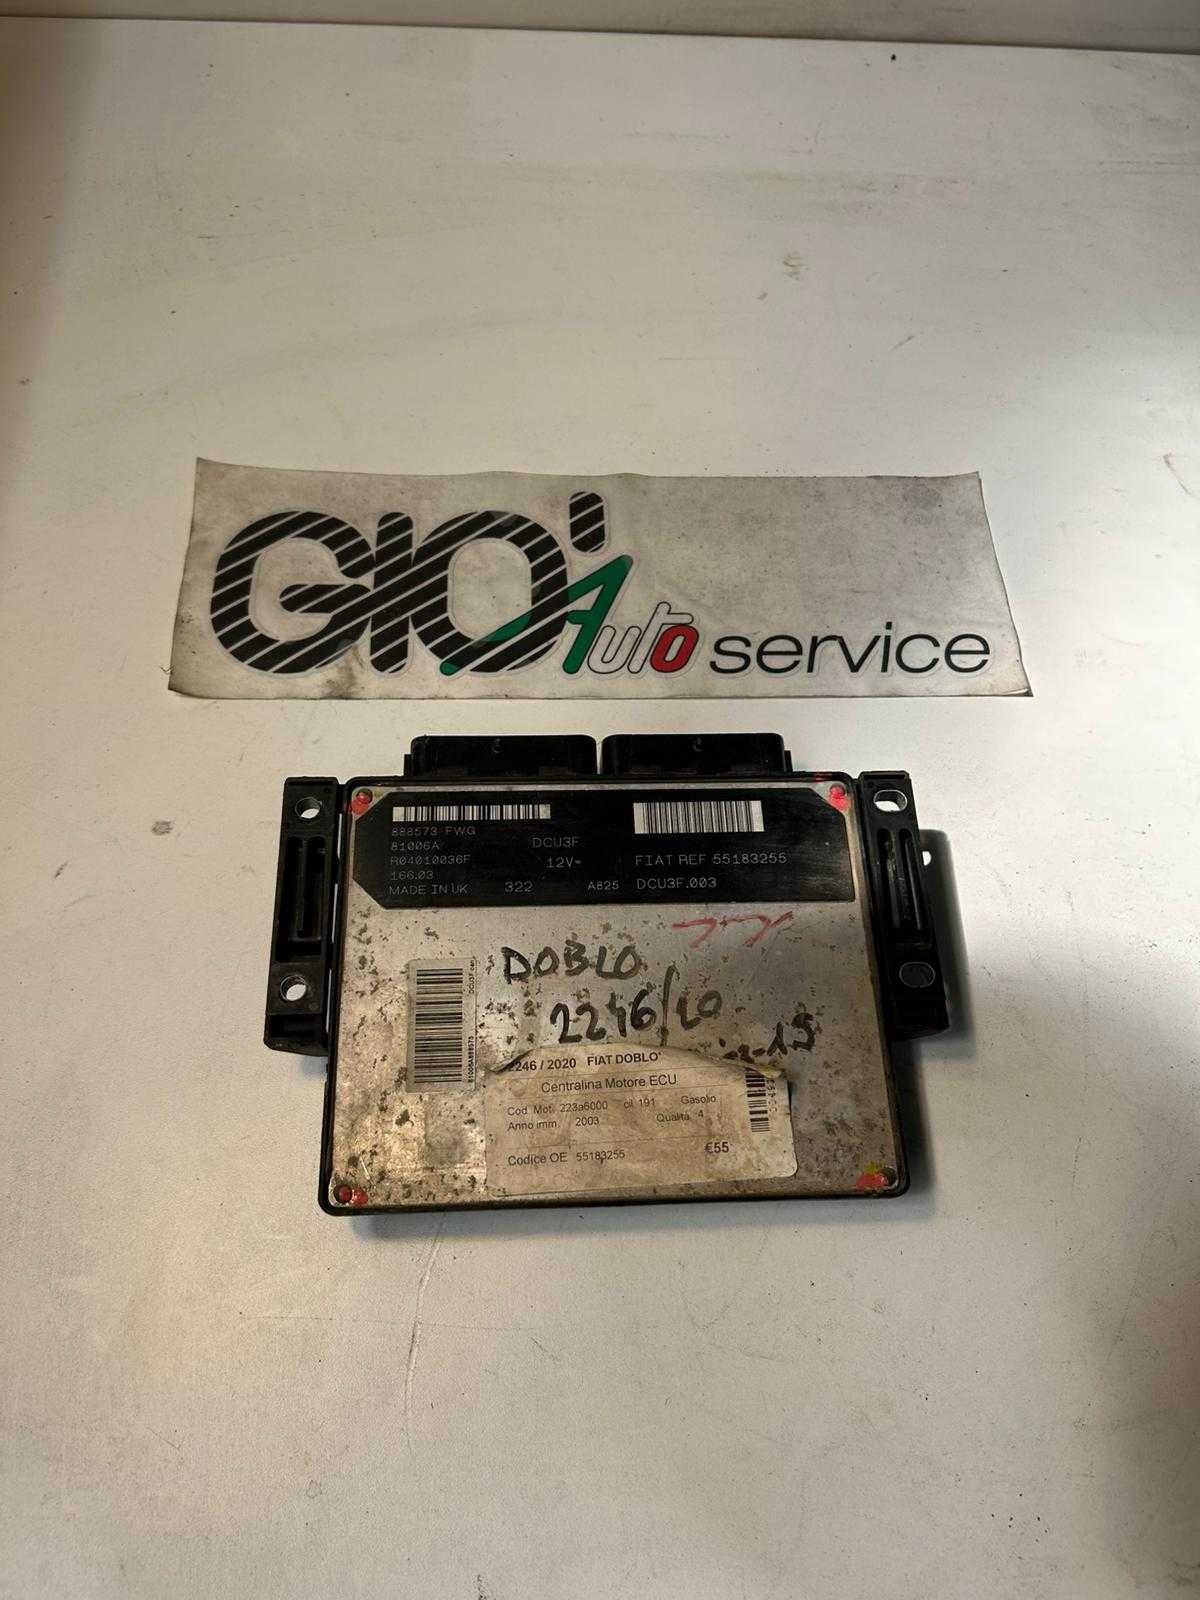 GIO'
Auto service
888573 FWG
81006A
DCU3F
R04010036F
12V=
FIAT REF 55183255
166.03
MADE IN UK
322
A825
DCU3F.003
DOBLO
2246/20
2246 / 2020 FIAT DOBLO'
Centralina Motore ECU
Cod. Mot. 223a6000 cil. 191 Gasolio
Anno imm. 2003 Qualità 4
Codice OE 55183255 €55
81006A888573